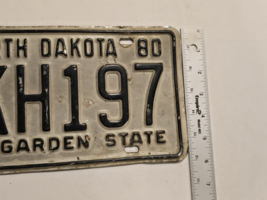 TH DAKOTA 80
KH197
GARDEN STATE